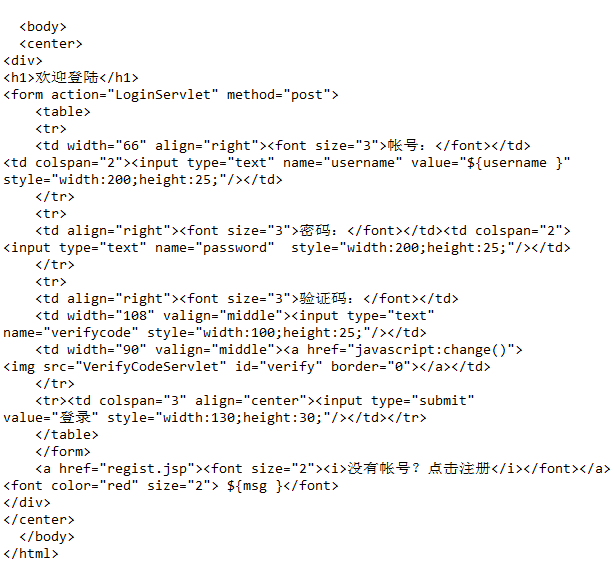 <body>
<center>
<div>
<h1>欢迎登陆</h1>
<form action="LoginServlet" method="post">
<table>
<tr>
<td width="66" align="right"><font size="3">帐号：</font></td>
<td colspan="2"><input type="text" name="username" value="${username }"
style="width:200;height:25;"/></td>
</tr>
<tr>
<td align="right"><font size="3">密码：</font></td><td colspan="2">
<input type="text" name="password"  style="width:200;height:25;"/></td>
</tr>
<tr>
<td align="right"><font size="3">验证码：</font></td>
<td width="108" valign="middle"><input type="text"
name="verifycode" style="width:100;height:25;"/></td>
<td width="90" valign="middle"><a href="javascript:change()">
<img src="VerifyCodeServlet" id="verify" border="0"></a></td>
</tr>
<tr><td colspan="3" align="center"><input type="submit"
value="登录" style="width:130;height:30;"/></td></tr>
</table>
</form>
<a href="regist.jsp"><font size="2"><i>没有帐号？点击注册</i></font></a>
<font color="red" size="2"> ${msg }</font>
</div>
</center>
</body>
</html>